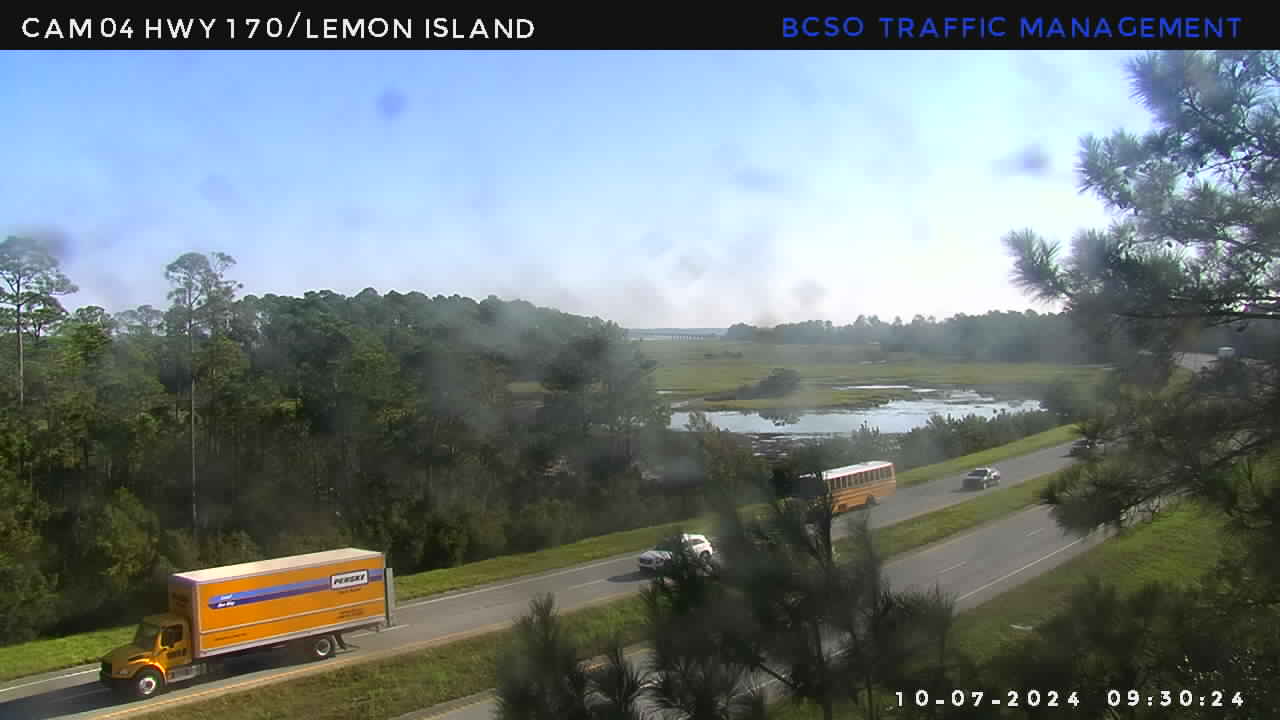 CAM04 HWY 170/LEMON ISLAND
BCSO TRAFFIC MANAGEMENT
PENSKE
10-07-2024 09:30:24